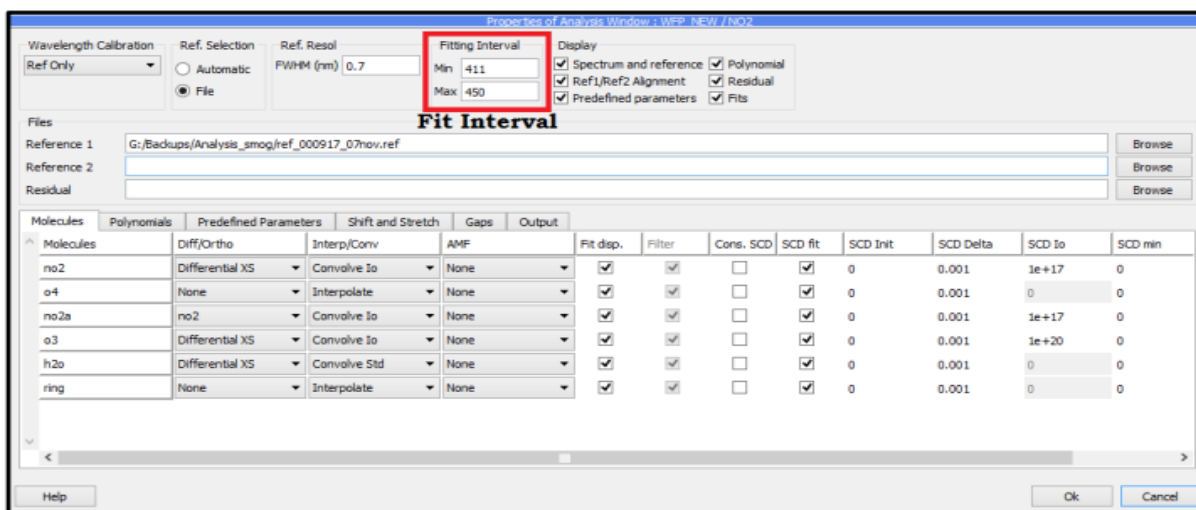 Properties of Analysis Window : WFP_NEW / NO2
Wavelength Calibration
Ref Only
Ref. Selection
Automatic
File
Ref. Resol
FWHM (nm) 0.7
Fitting Interval
Min 411
Max 450
Display
Spectrum and reference Polynomial
Ref1/Ref2 Alignment Residual
Predefined parameters Fits
Fit Interval
Files
Reference 1 G:/Backups/Analysis_smog/ref_000917_07nov.ref Browse
Reference 2 Browse
Residual Browse
Molecules Polynomials Predefined Parameters Shift and Stretch Gaps Output
Molecules Diff/Ortho Interp/Conv AMF Fit disp. Filter Cons. SCD SCD fit SCD Init SCD Delta SCD Io SCD min
no2 Differential XS Convolve Io None 0 0.001 1e+17 0
o4 None Interpolate None 0 0.001 0 0
no2a no2 Convolve Io None 0 0.001 1e+17 0
o3 Differential XS Convolve Io None 0 0.001 1e+20 0
h2o Differential XS Convolve Std None 0 0.001 0 0
ring None Interpolate None 0 0.001 0 0
Help Ok Cancel